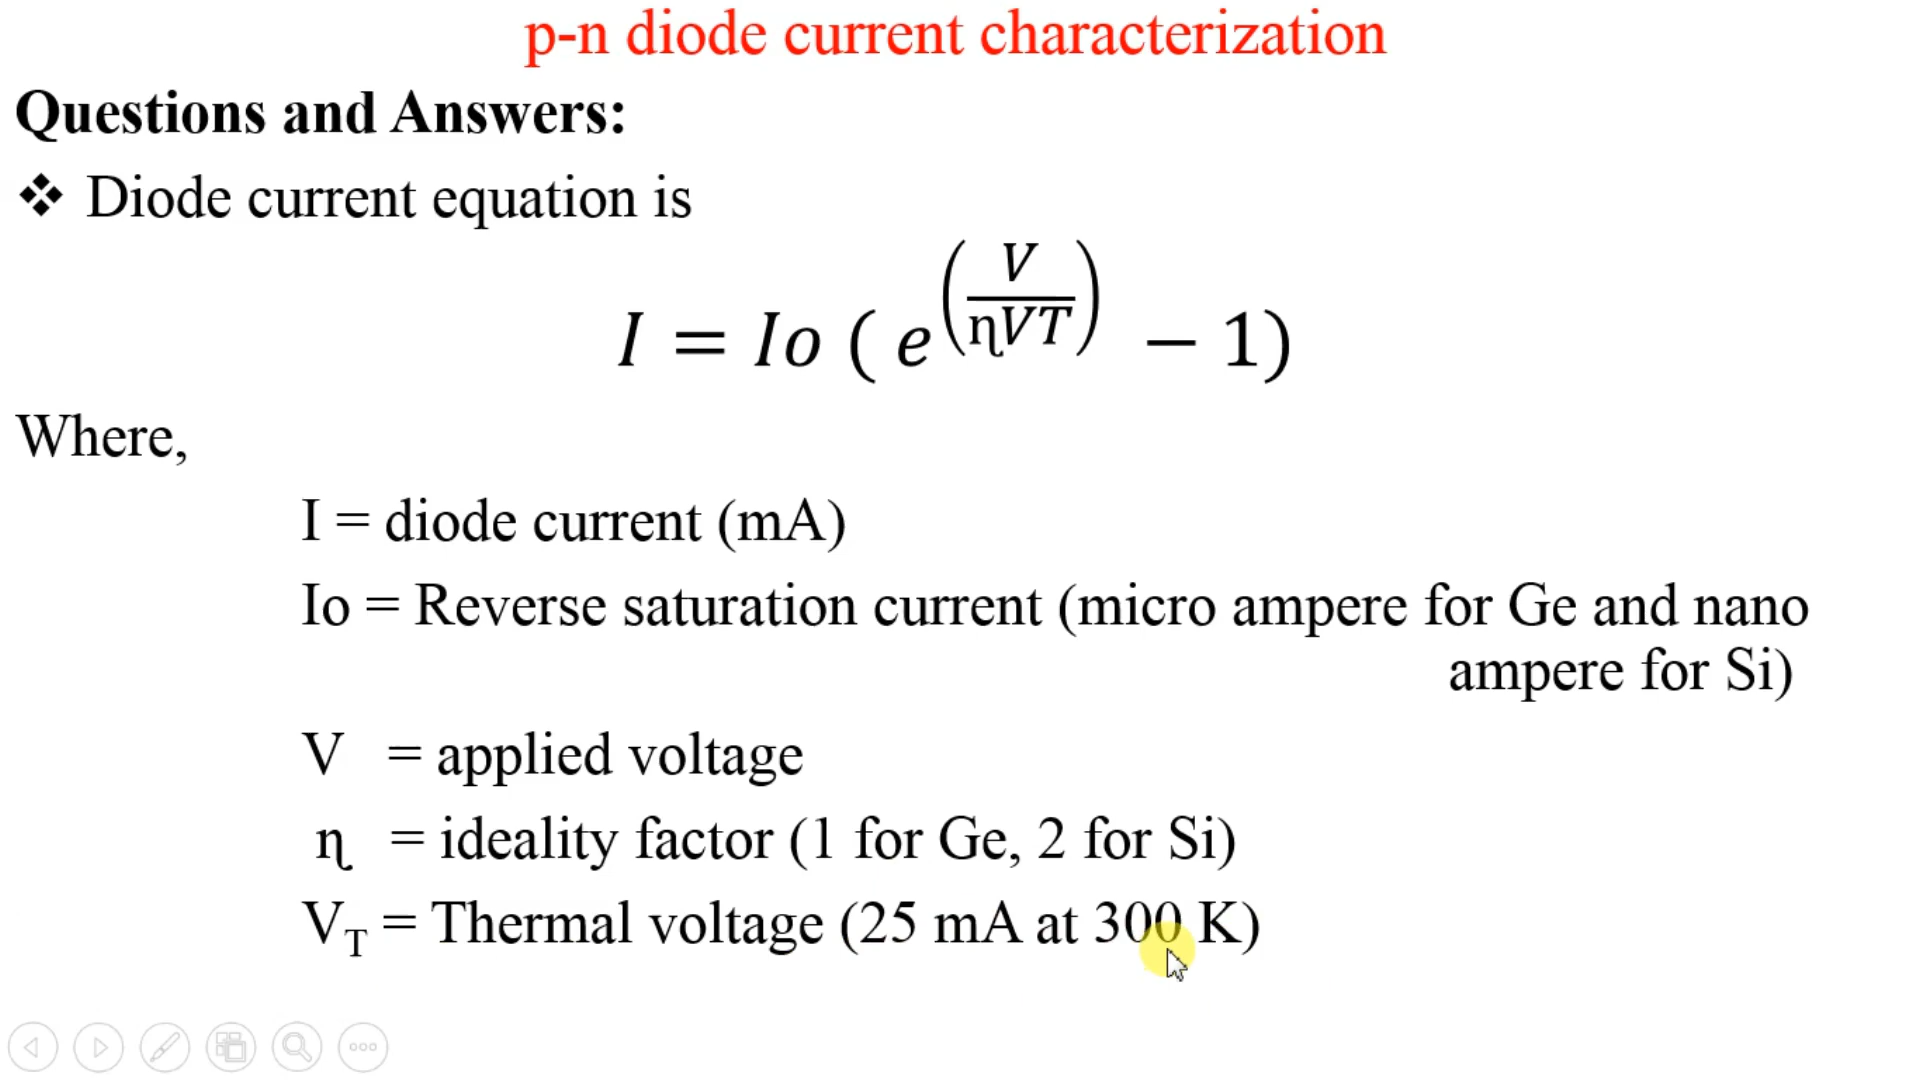 p-n diode current characterization
Questions and Answers:
❖ Diode current equation is
I = Io ( e^(V/ɳVT) − 1)
Where,
I = diode current (mA)
Io = Reverse saturation current (micro ampere for Ge and nano
ampere for Si)
V = applied voltage
ɳ = ideality factor (1 for Ge, 2 for Si)
V_T = Thermal voltage (25 mA at 300 K)